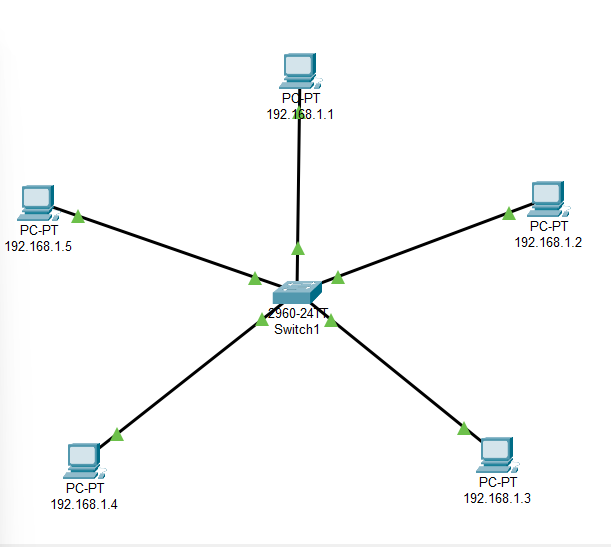 PC-PT
192.168.1.1
PC-PT
192.168.1.5
PC-PT
192.168.1.2
2960-24TT
Switch1
PC-PT
192.168.1.4
PC-PT
192.168.1.3